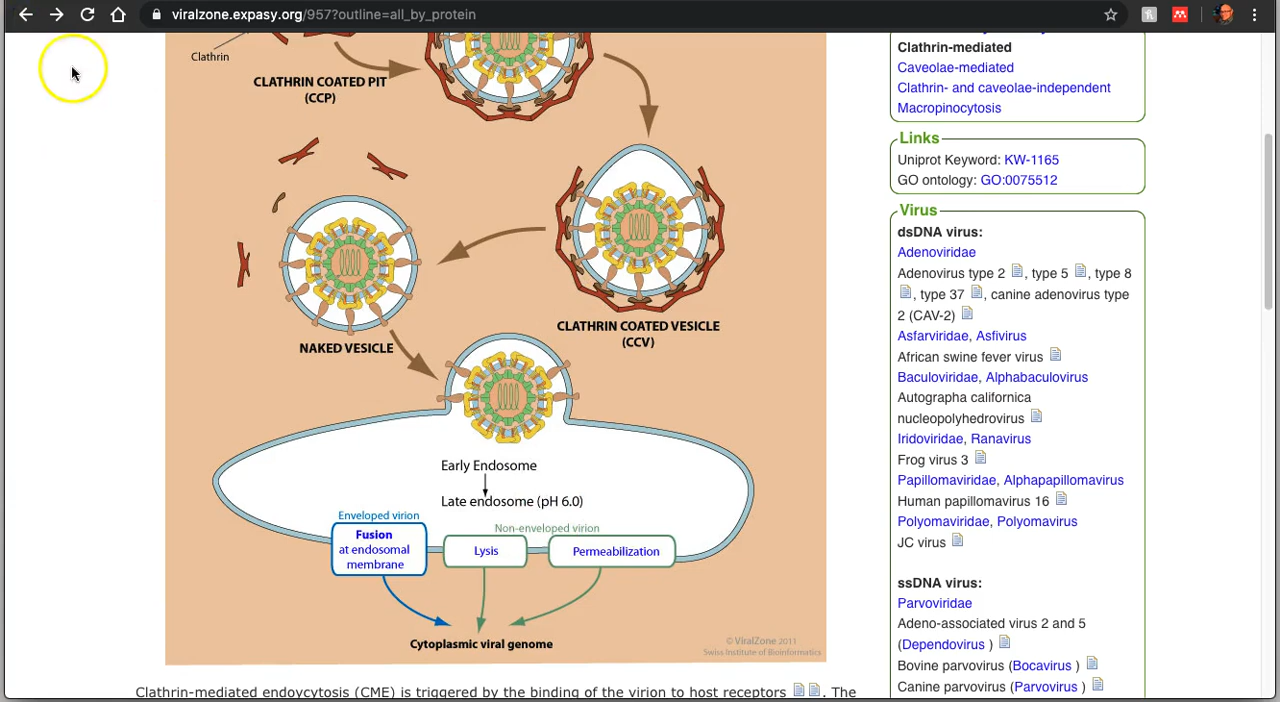 viralzone.expasy.org/957?outline=all_by_protein
Clathrin
CLATHRIN COATED PIT
(CCP)
NAKED VESICLE
CLATHRIN COATED VESICLE
(CCV)
Early Endosome
Late endosome (pH 6.0)
Enveloped virion
Non-enveloped virion
Fusion
at endosomal
membrane
Lysis
Permeabilization
Cytoplasmic viral genome
© ViralZone 2011
Swiss Institute of Bioinformatics
Clathrin-mediated endoycytosis (CME) is triggered by the binding of the virion to host receptors . The
Clathrin-mediated
Caveolae-mediated
Clathrin- and caveolae-independent
Macropinocytosis
Links
Uniprot Keyword: KW-1165
GO ontology: GO:0075512
Virus
dsDNA virus:
Adenoviridae
Adenovirus type 2 , type 5 , type 8
, type 37 , canine adenovirus type
2 (CAV-2)
Asfarviridae, Asfivirus
African swine fever virus
Baculoviridae, Alphabaculovirus
Autographa californica
nucleopolyhedrovirus
Iridoviridae, Ranavirus
Frog virus 3
Papillomaviridae, Alphapapillomavirus
Human papillomavirus 16
Polyomaviridae, Polyomavirus
JC virus
ssDNA virus:
Parvoviridae
Adeno-associated virus 2 and 5
(Dependovirus )
Bovine parvovirus (Bocavirus )
Canine parvovirus (Parvovirus )